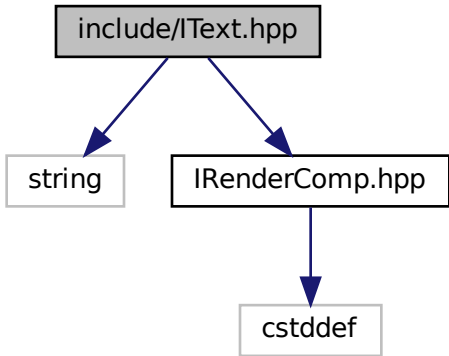 include/IText.hpp
string
IRenderComp.hpp
cstddef